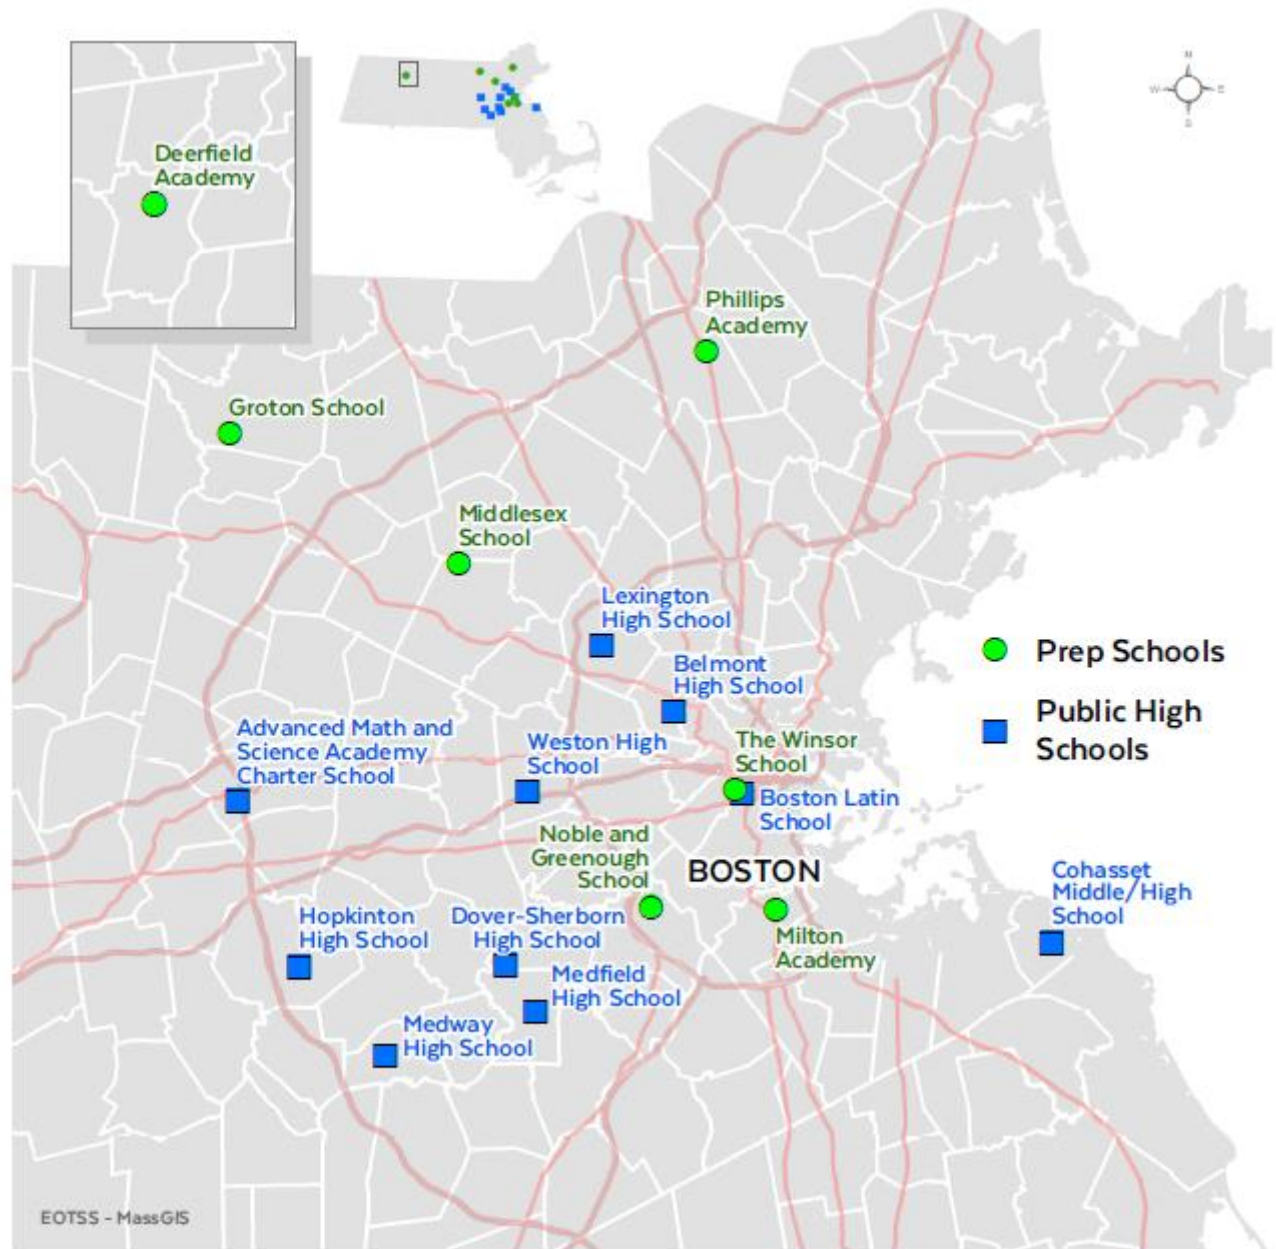 Deerfield
Academy
N
W
E
S
Phillips
Academy
Groton School
Middlesex
School
Lexington
High School
Belmont
High School
Prep Schools
Public High
Schools
Advanced Math and
Science Academy
Charter School
Weston High
School
The Winsor
School
Boston Latin
School
Noble and
Greenough
School
BOSTON
Cohasset
Middle/High
School
Hopkinton
High School
Dover-Sherborn
High School
Milton
Academy
Medfield
High School
Medway
High School
EOTSS - MassGIS